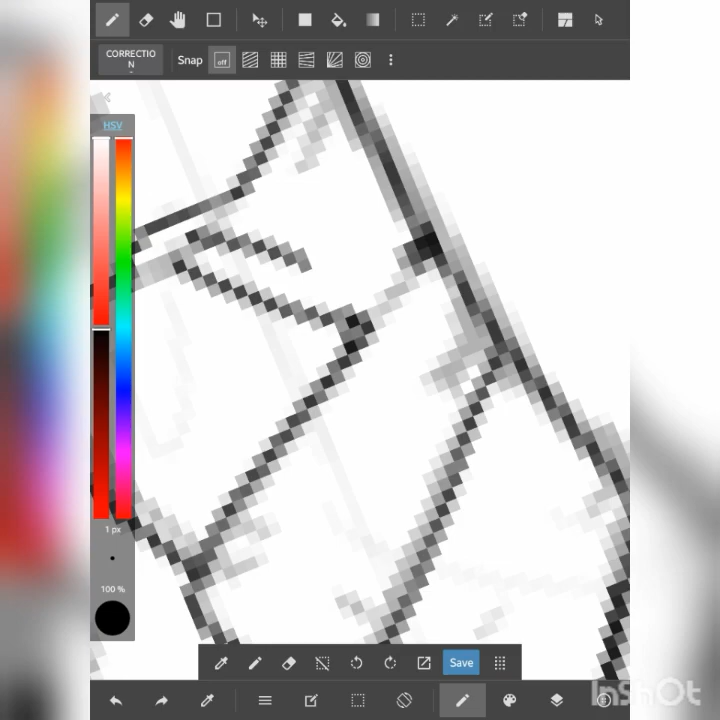 CORRECTIO
N
Snap
off
HSV
1 px
100 %
Save
InShOt